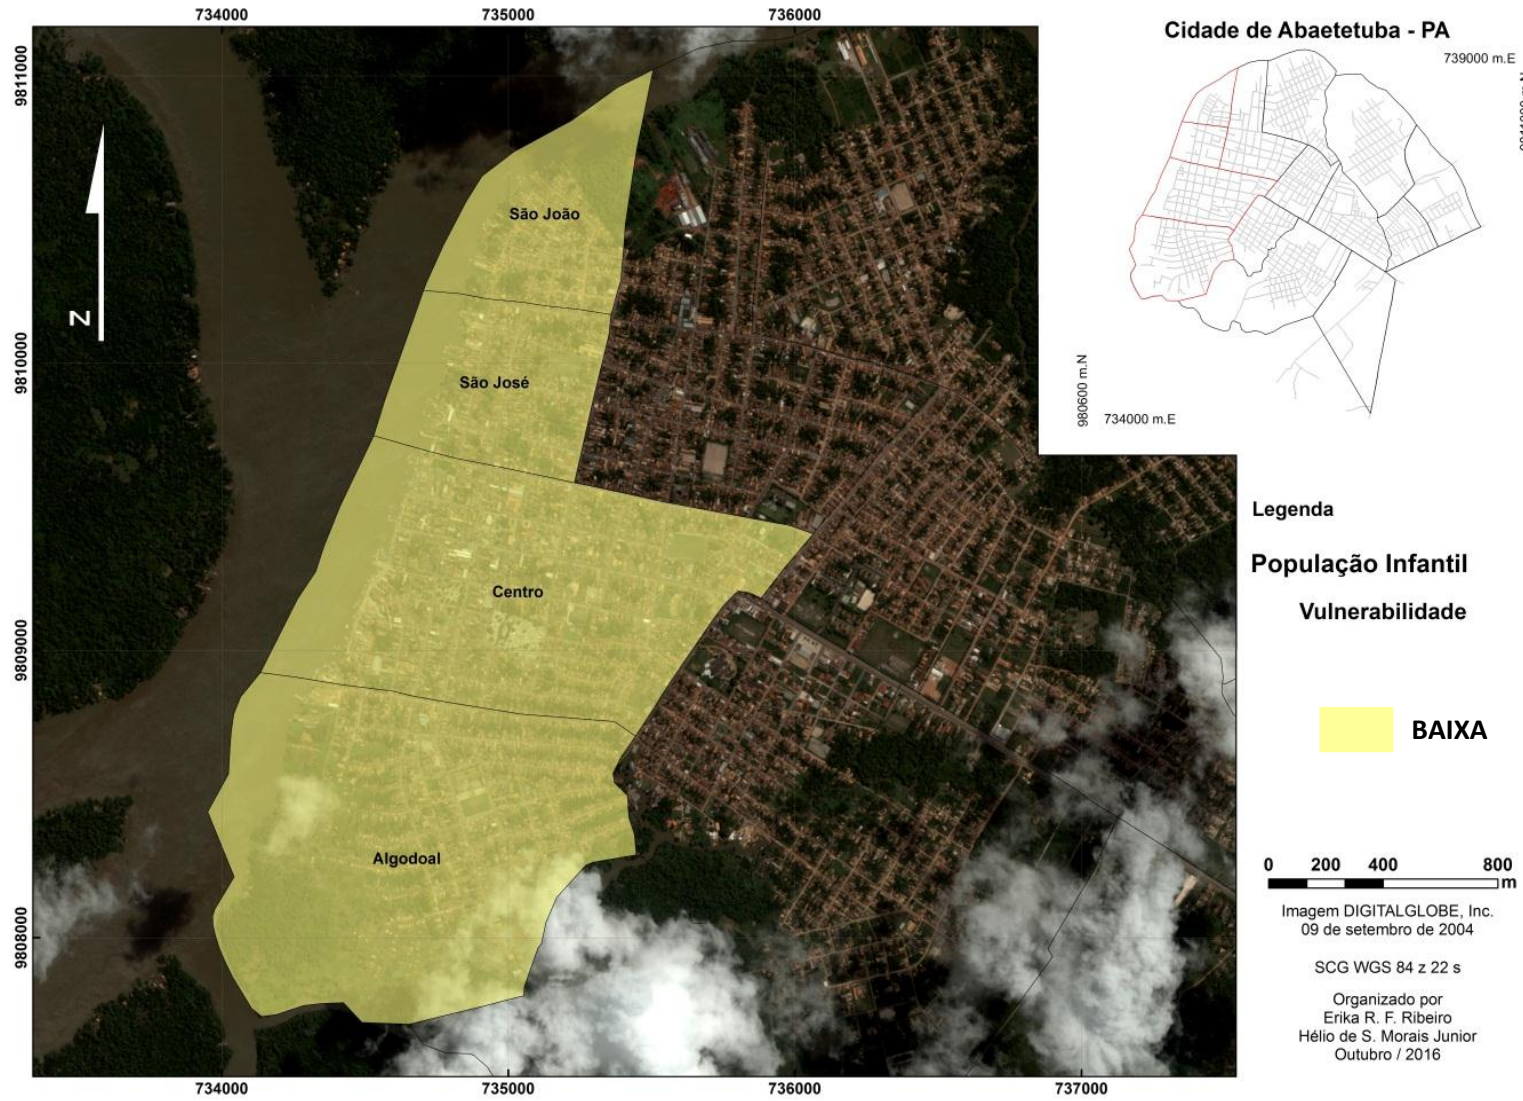 734000
735000
736000
Cidade de Abaetetuba - PA
739000 m.E
9811000
9810000
9809000
9808000
N
São João
São José
Centro
Algodoal
980600 m.N
734000 m.E
Legenda
População Infantil
Vulnerabilidade
BAIXA
0 200 400 800
m
Imagem DIGITALGLOBE, Inc.
09 de setembro de 2004
SCG WGS 84 z 22 s
Organizado por
Erika R. F. Ribeiro
Hélio de S. Morais Junior
Outubro / 2016
734000
735000
736000
737000